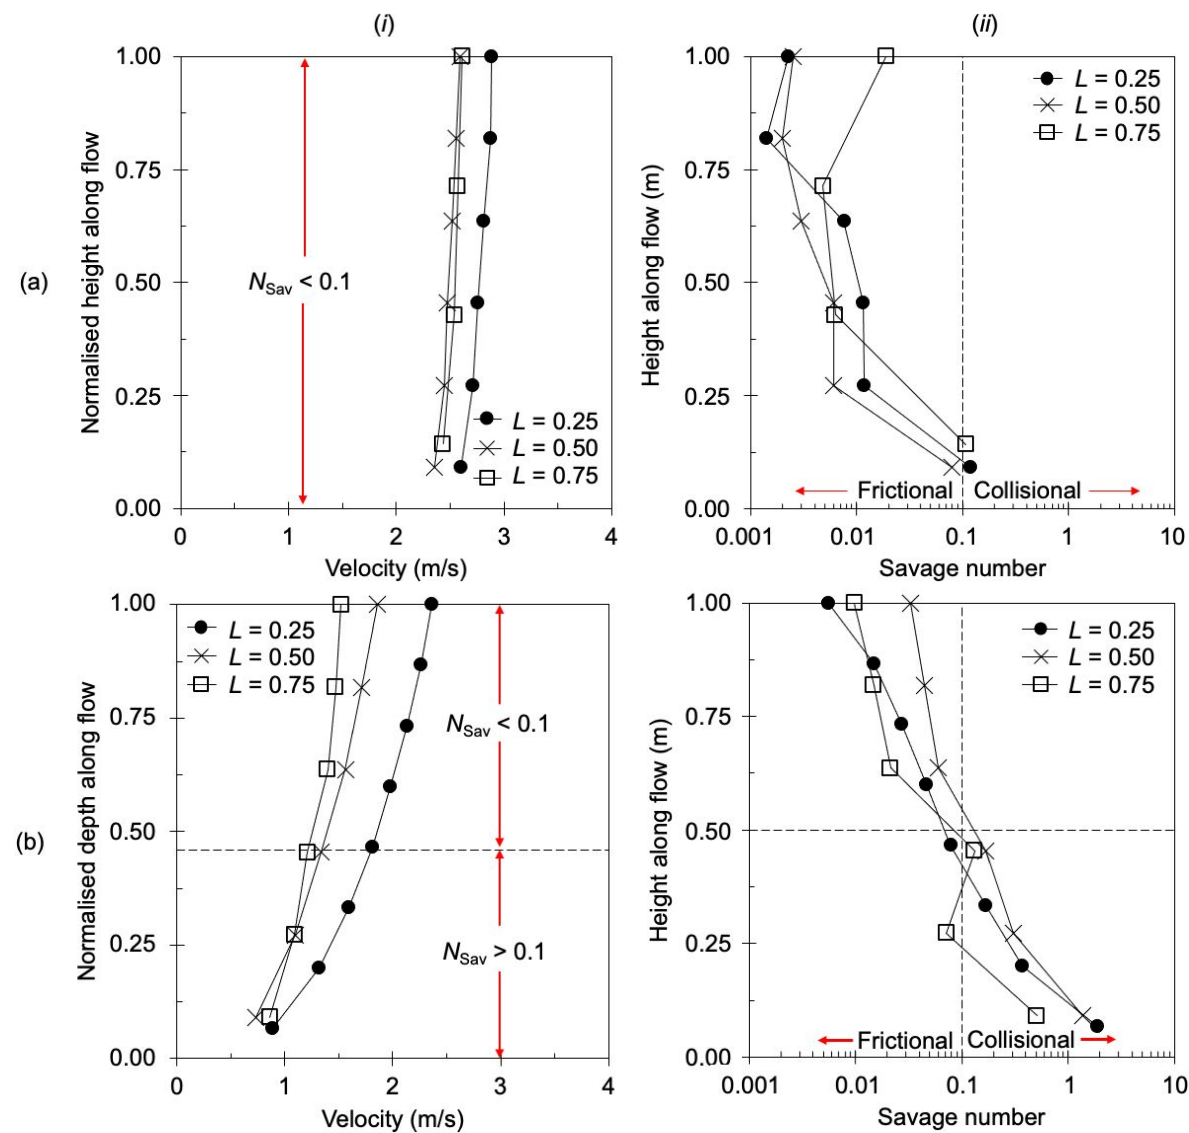 (i)
(ii)
(a)
Normalised height along flow
1.00
0.75
0.50
0.25
0.00
N_Sav < 0.1
L = 0.25
L = 0.50
L = 0.75
0 1 2 3 4
Velocity (m/s)
Height along flow (m)
1.00
0.75
0.50
0.25
0.00
L = 0.25
L = 0.50
L = 0.75
Frictional Collisional
0.001 0.01 0.1 1 10
Savage number
(b)
Normalised depth along flow
1.00
0.75
0.50
0.25
0.00
L = 0.25
L = 0.50
L = 0.75
N_Sav < 0.1
N_Sav > 0.1
0 1 2 3 4
Velocity (m/s)
Height along flow (m)
1.00
0.75
0.50
0.25
0.00
L = 0.25
L = 0.50
L = 0.75
Frictional Collisional
0.001 0.01 0.1 1 10
Savage number